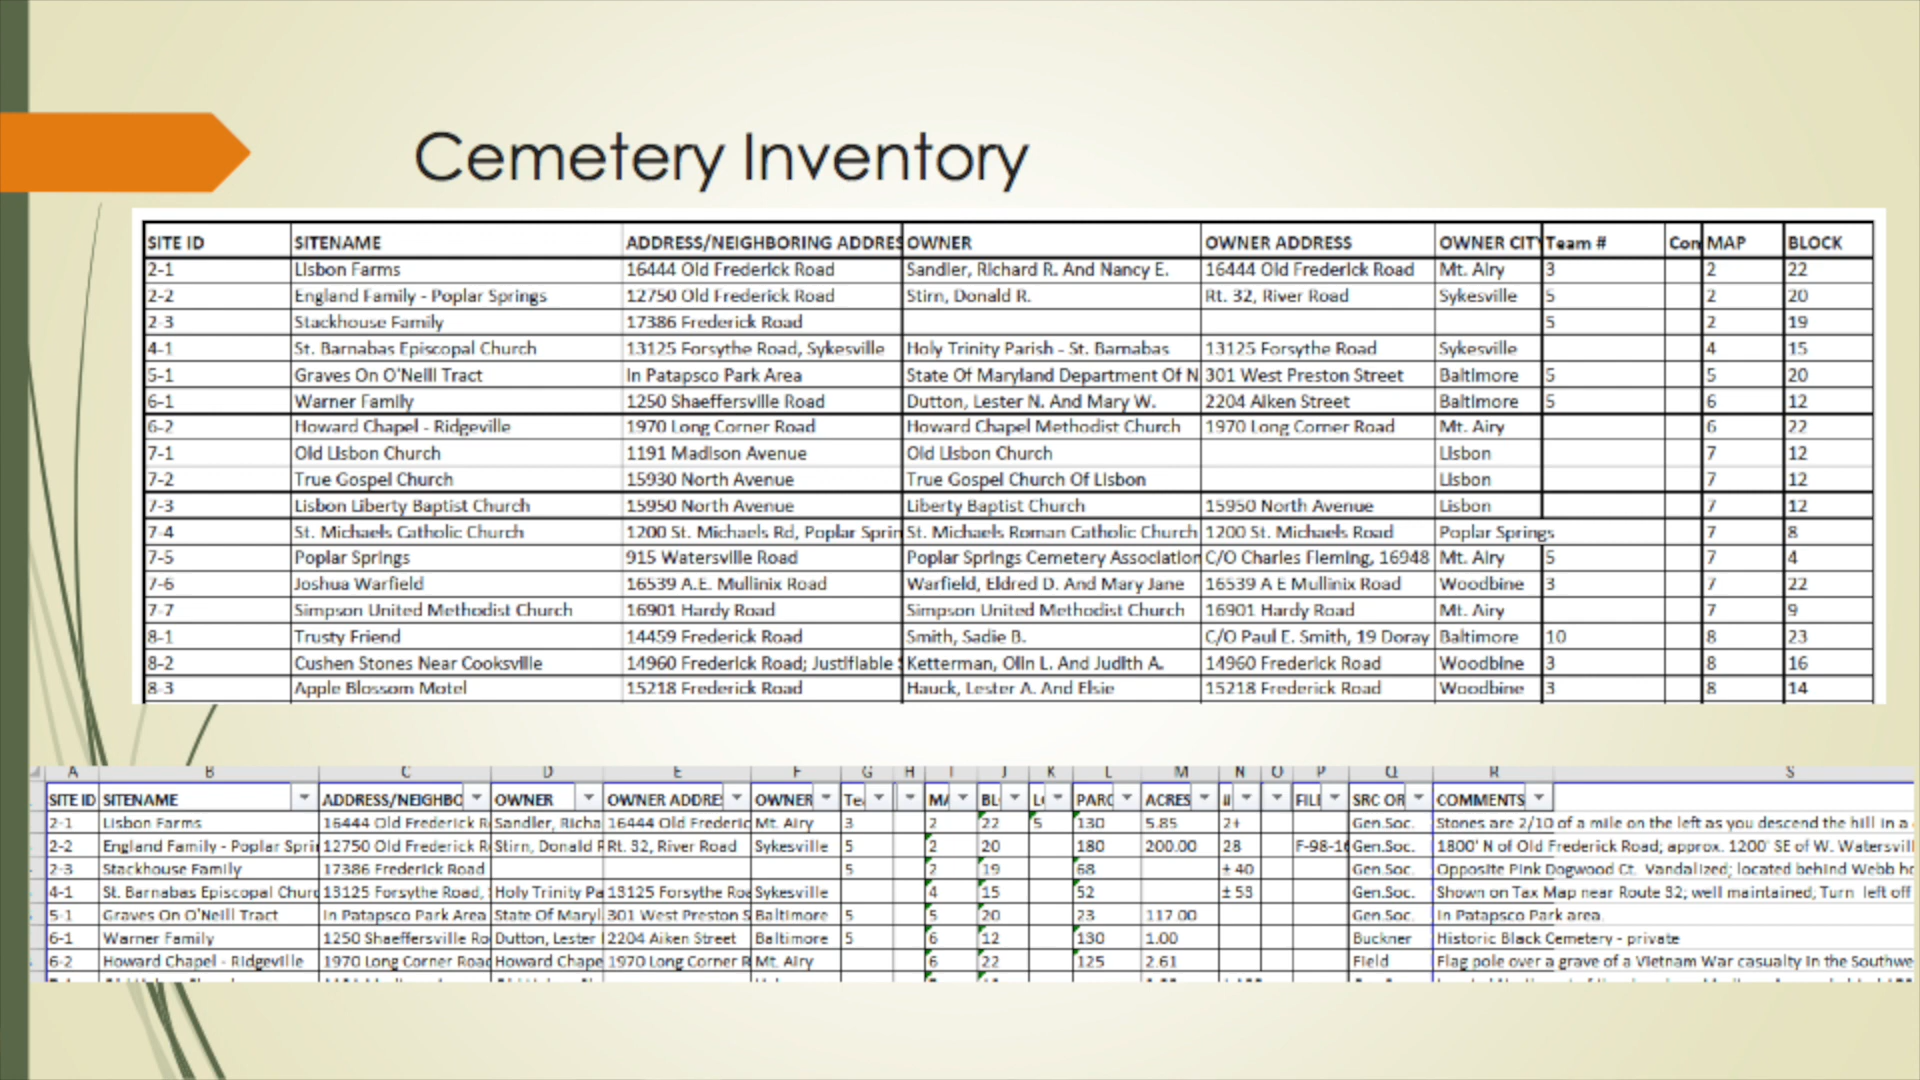 Cemetery Inventory
SITE ID SITENAME ADDRESS/NEIGHBORING ADDRES OWNER OWNER ADDRESS OWNER CITY Team # Con MAP BLOCK
2-1 Lisbon Farms 16444 Old Frederick Road Sandler, Richard R. And Nancy E. 16444 Old Frederick Road Mt. Airy 3 2 22
2-2 England Family - Poplar Springs 12750 Old Frederick Road Stirn, Donald R. Rt. 32, River Road Sykesville 5 2 20
2-3 Stackhouse Family 17386 Frederick Road 5 2 19
4-1 St. Barnabas Episcopal Church 13125 Forsythe Road, Sykesville Holy Trinity Parish - St. Barnabas 13125 Forsythe Road Sykesville 4 15
5-1 Graves On O'Neill Tract In Patapsco Park Area State Of Maryland Department Of N 301 West Preston Street Baltimore 5 5 20
6-1 Warner Family 1250 Shaeffersville Road Dutton, Lester N. And Mary W. 2204 Aiken Street Baltimore 5 6 12
6-2 Howard Chapel - Ridgeville 1970 Long Corner Road Howard Chapel Methodist Church 1970 Long Corner Road Mt. Airy 6 22
7-1 Old Lisbon Church 1191 Madison Avenue Old Lisbon Church Lisbon 7 12
7-2 True Gospel Church 15930 North Avenue True Gospel Church Of Lisbon Lisbon 7 12
7-3 Lisbon Liberty Baptist Church 15950 North Avenue Liberty Baptist Church 15950 North Avenue Lisbon 7 12
7-4 St. Michaels Catholic Church 1200 St. Michaels Rd, Poplar Sprin St. Michaels Roman Catholic Church 1200 St. Michaels Road Poplar Springs 7 8
7-5 Poplar Springs 915 Watersville Road Poplar Springs Cemetery Association C/O Charles Fleming, 16948 Mt. Airy 5 7 4
7-6 Joshua Warfield 16539 A.E. Mullinix Road Warfield, Eldred D. And Mary Jane 16539 A E Mullinix Road Woodbine 3 7 22
7-7 Simpson United Methodist Church 16901 Hardy Road Simpson United Methodist Church 16901 Hardy Road Mt. Airy 7 9
8-1 Trusty Friend 14459 Frederick Road Smith, Sadie B. C/O Paul E. Smith, 19 Doray Baltimore 10 8 23
8-2 Cushen Stones Near Cooksville 14960 Frederick Road; Justifiable Ketterman, Olin L. And Judith A. 14960 Frederick Road Woodbine 3 8 16
8-3 Apple Blossom Motel 15218 Frederick Road Hauck, Lester A. And Elsie 15218 Frederick Road Woodbine 3 8 14
A B C D E F G H I J K L M N O P Q R S
SITE ID SITENAME ADDRESS/NEIGHBO OWNER OWNER ADDRE OWNER Te MA BL L PARC ACRES # FILI SRC OR COMMENTS
2-1 Lisbon Farms 16444 Old Frederick R Sandler, Richa 16444 Old Frederic Mt. Airy 3 2 22 5 130 5.85 2+ Gen.Soc. Stones are 2/10 of a mile on the left as you descend the hill in a
2-2 England Family - Poplar Spri 12750 Old Frederick R Stirn, Donald R Rt. 32, River Road Sykesville 5 2 20 180 200.00 28 F-98-16 Gen.Soc. 1800' N of Old Frederick Road; approx. 1200' SE of W. Watersvill
2-3 Stackhouse Family 17386 Frederick Road 5 2 19 68 ± 40 Gen.Soc. Opposite Pink Dogwood Ct. Vandalized; located behind Webb ho
4-1 St. Barnabas Episcopal Churc 13125 Forsythe Road, Holy Trinity Pa 13125 Forsythe Roa Sykesville 4 15 52 ± 53 Gen.Soc. Shown on Tax Map near Route 32; well maintained, Turn left off
5-1 Graves On O'Neill Tract In Patapsco Park Area State Of Maryl 301 West Preston S Baltimore 5 5 20 23 117.00 Gen.Soc. In Patapsco Park area.
6-1 Warner Family 1250 Shaeffersville Ro Dutton, Lester 2204 Aiken Street Baltimore 5 6 12 130 1.00 Buckner Historic Black Cemetery - private
6-2 Howard Chapel - Ridgeville 1970 Long Corner Road Howard Chape 1970 Long Corner R Mt. Airy 6 22 125 2.61 Field Flag pole over a grave of a Vietnam War casualty in the Southwe